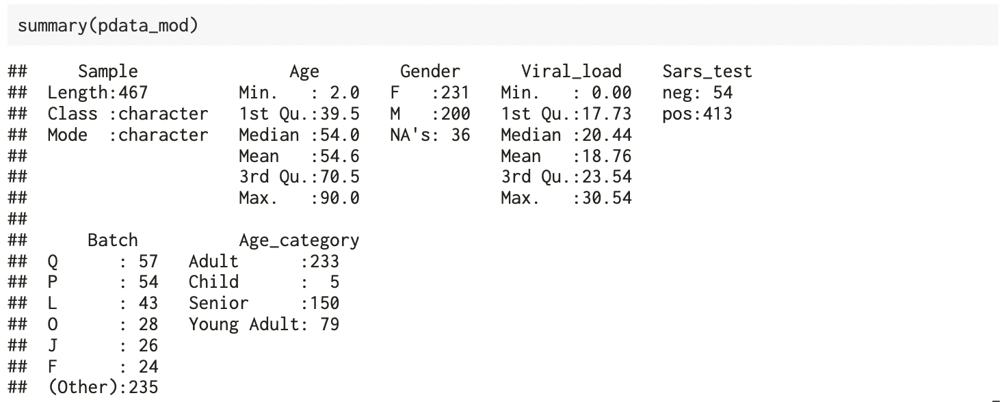 summary(pdata_mod)
##     Sample               Age        Gender      Viral_load    Sars_test
##  Length:467         Min.   : 2.0   F   :231   Min.   : 0.00   neg: 54
##  Class :character   1st Qu.:39.5   M   :200   1st Qu.:17.73   pos:413
##  Mode  :character   Median :54.0   NA's: 36   Median :20.44
##                     Mean   :54.6              Mean   :18.76
##                     3rd Qu.:70.5              3rd Qu.:23.54
##                     Max.   :90.0              Max.   :30.54
##
##      Batch          Age_category
##  Q      : 57   Adult      :233
##  P      : 54   Child      :  5
##  L      : 43   Senior     :150
##  O      : 28   Young Adult: 79
##  J      : 26
##  F      : 24
##  (Other):235